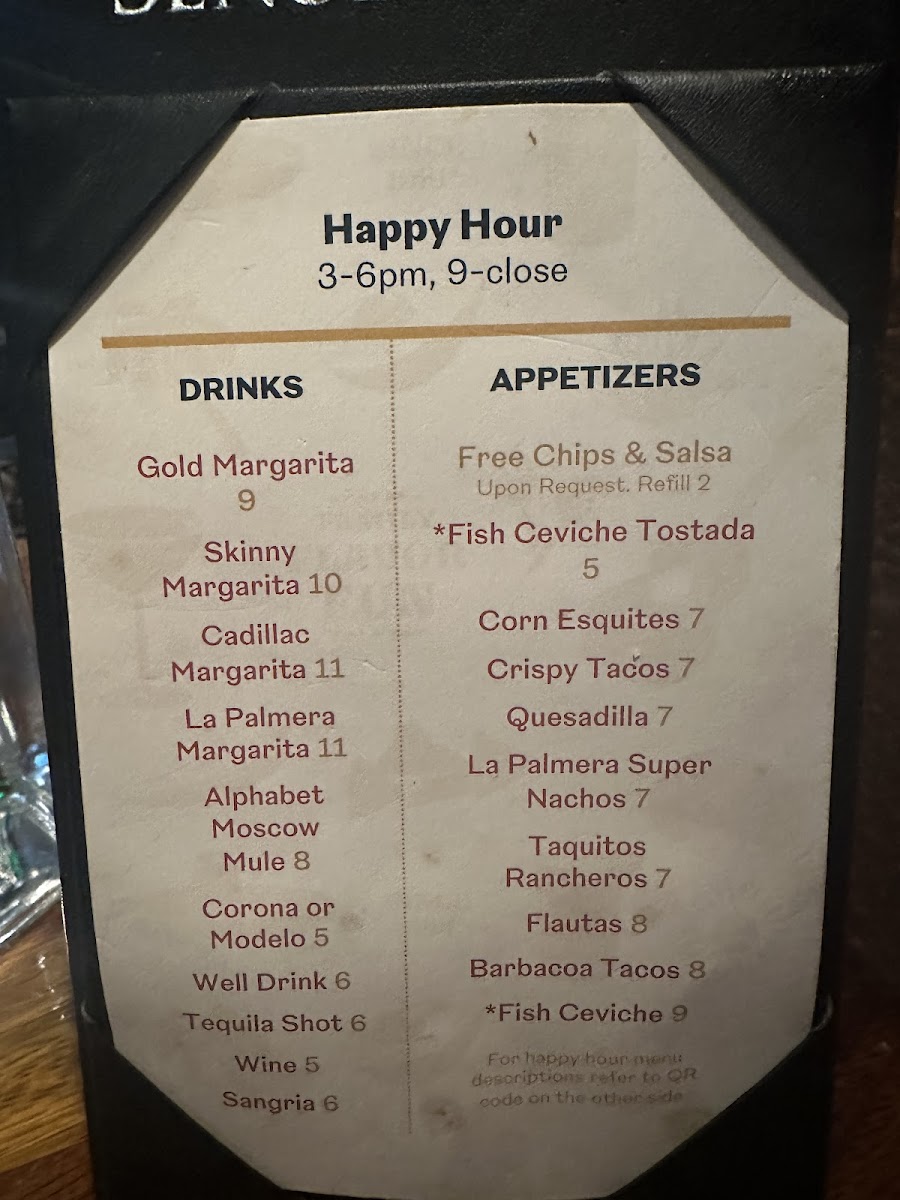 Happy Hour
3-6pm, 9-close
DRINKS
Gold Margarita
9
Skinny
Margarita 10
Cadillac
Margarita 11
La Palmera
Margarita 11
Alphabet
Moscow
Mule 8
Corona or
Modelo 5
Well Drink 6
Tequila Shot 6
Wine 5
Sangria 6
APPETIZERS
Free Chips & Salsa
Upon Request. Refill 2
*Fish Ceviche Tostada
5
Corn Esquites 7
Crispy Tacos 7
Quesadilla 7
La Palmera Super
Nachos 7
Taquitos
Rancheros 7
Flautas 8
Barbacoa Tacos 8
*Fish Ceviche 9
For happy hour menu
descriptions refer to QR
code on the other side